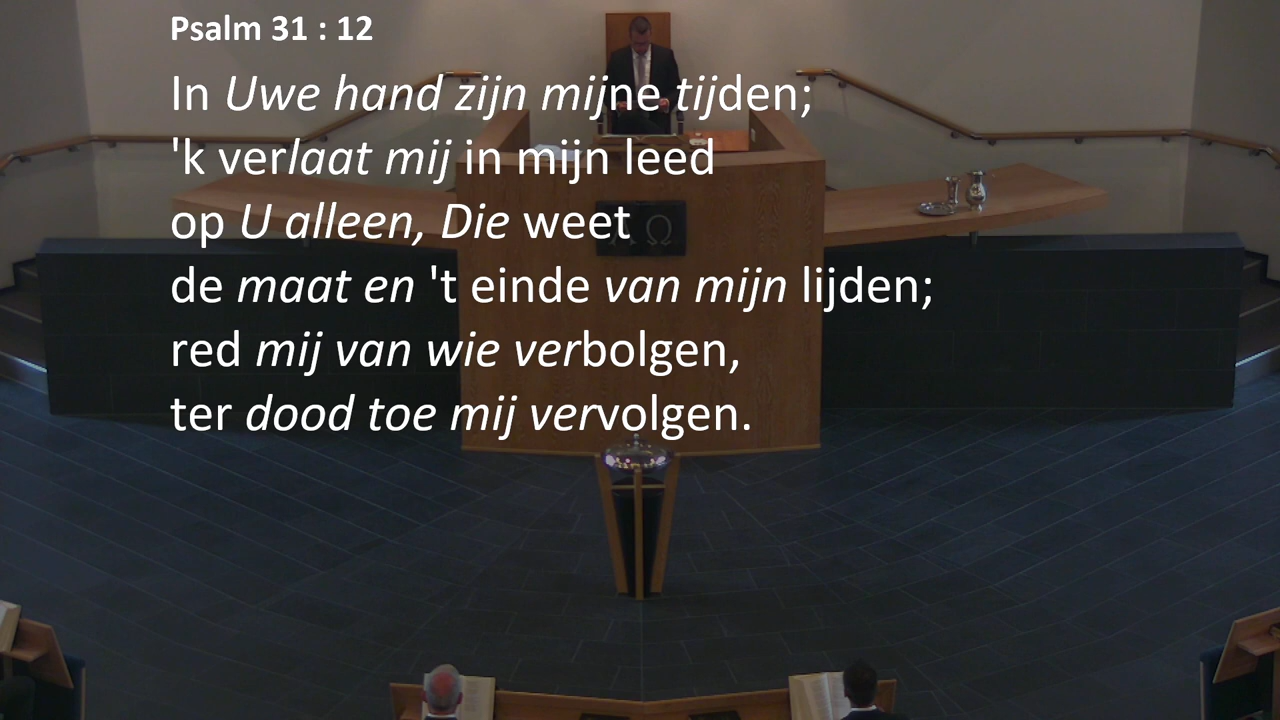 Psalm 31 : 12
In Uwe hand zijn mijne tijden;
'k verlaat mij in mijn leed
op U alleen, Die weet
de maat en 't einde van mijn lijden;
red mij van wie verbolgen,
ter dood toe mij vervolgen.
Α Ω